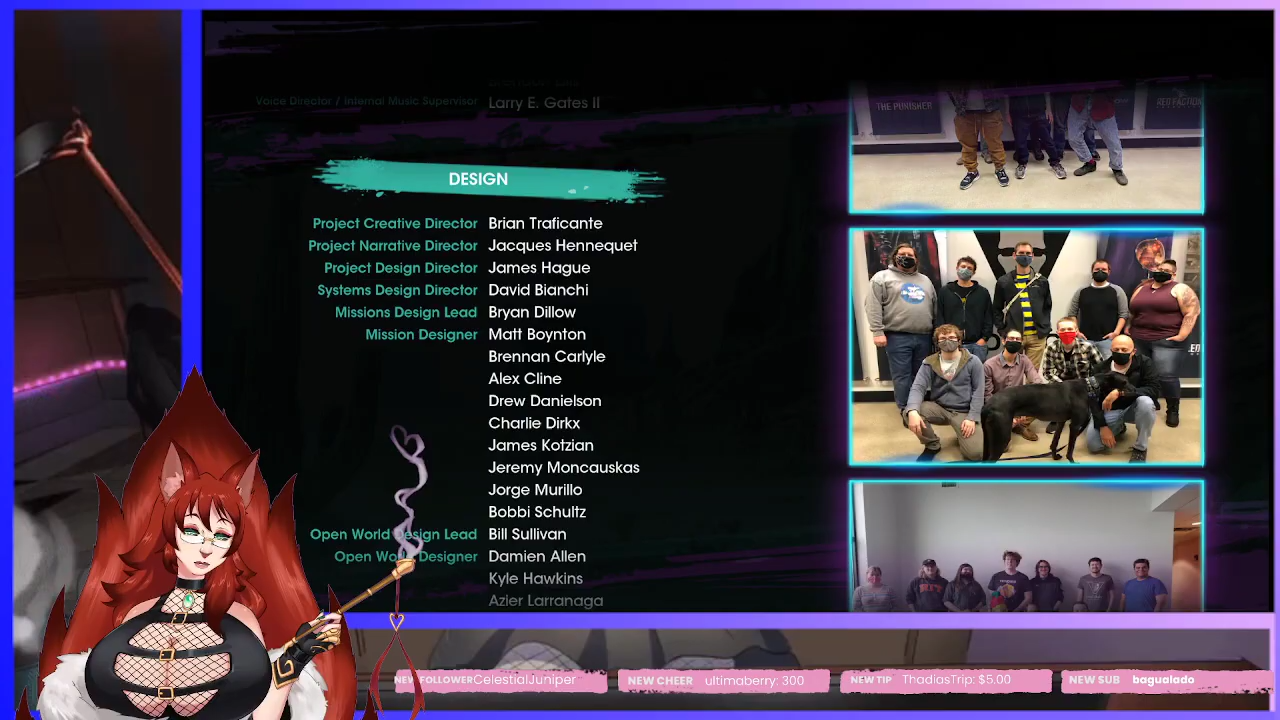 Voice Director / Internal Music Supervisor Larry E. Gates II
THE PUNISHER
RED FACTION
DESIGN
Project Creative Director Brian Traficante
Project Narrative Director Jacques Hennequet
Project Design Director James Hague
Systems Design Director David Bianchi
Missions Design Lead Bryan Dillow
Mission Designer Matt Boynton
Brennan Carlyle
Alex Cline
Drew Danielson
Charlie Dirkx
James Kotzian
Jeremy Moncauskas
Jorge Murillo
Bobbi Schultz
Open World Design Lead Bill Sullivan
Open World Designer Damien Allen
Kyle Hawkins
Azier Larranaga
NEW FOLLOWER CelestialJuniper
NEW CHEER ultimaberry: 300
NEW TIP ThadiasTrip: $5.00
NEW SUB bagualado